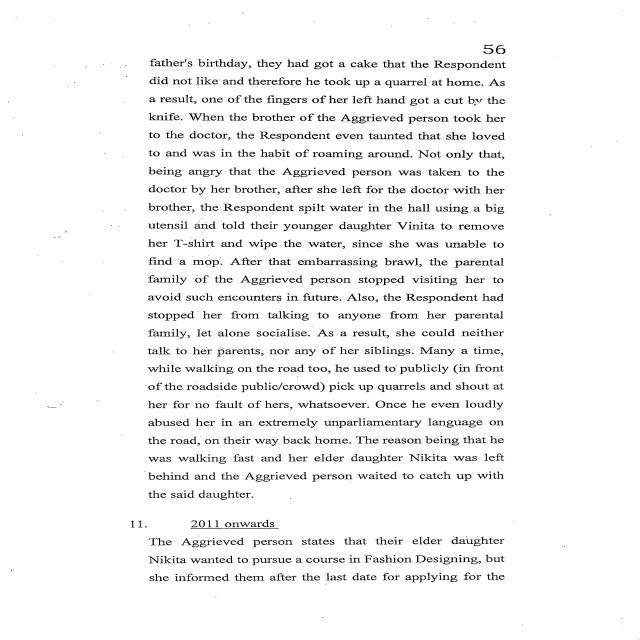 56
father's birthday, they had got a cake that the Respondent
did not like and therefore he took up a quarrel at home. As
a result, one of the fingers of her left hand got a cut by the
knife. When the brother of the Aggrieved person took her
to the doctor, the Respondent even taunted that she loved
to and was in the habit of roaming around. Not only that,
being angry that the Aggrieved person was taken to the
doctor by her brother, after she left for the doctor with her
brother, the Respondent spilt water in the hall using a big
utensil and told their younger daughter Vinita to remove
her T-shirt and wipe the water, since she was unable to
find a mop. After that embarrassing brawl, the parental
family of the Aggrieved person stopped visiting her to
avoid such encounters in future. Also, the Respondent had
stopped her from talking to anyone from her parental
family, let alone socialise. As a result, she could neither
talk to her parents, nor any of her siblings. Many a time,
while walking on the road too, he used to publicly (in front
of the roadside public/crowd) pick up quarrels and shout at
her for no fault of hers, whatsoever. Once he even loudly
abused her in an extremely unparliamentary language on
the road, on their way back home. The reason being that he
was walking fast and her elder daughter Nikita was left
behind and the Aggrieved person waited to catch up with
the said daughter.
11. 2011 onwards
The Aggrieved person states that their elder daughter
Nikita wanted to pursue a course in Fashion Designing, but
she informed them after the last date for applying for the